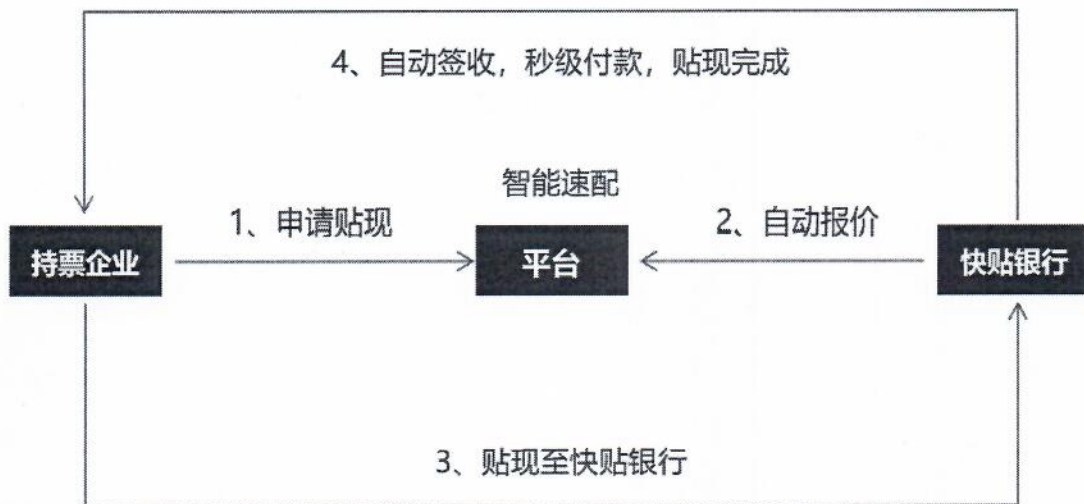 4、自动签收，秒级付款，贴现完成
智能速配
1、申请贴现
2、自动报价
持票企业
平台
快贴银行
3、贴现至快贴银行